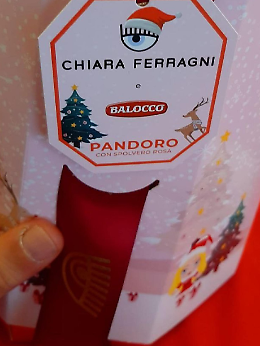 CHIARA FERRAGNI
e
BALOCCO
PANDORO
CON SPOLVERO ROSA